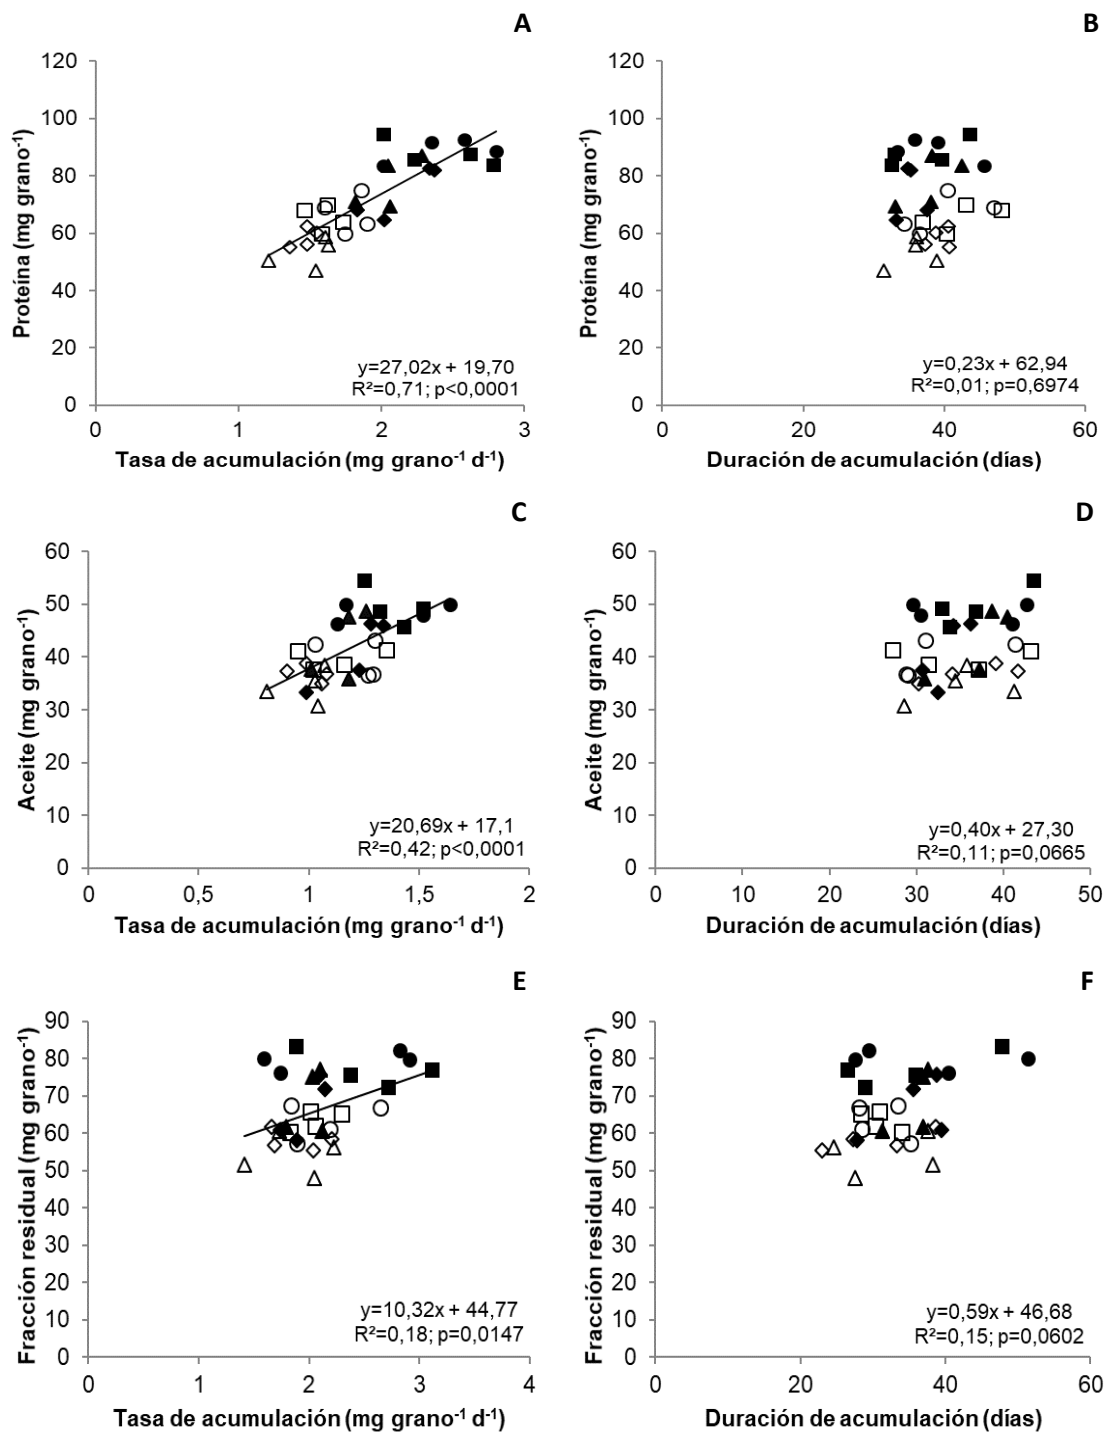 A
120
100
80
60
40
20
0
0 1 2 3
Proteína (mg grano⁻¹)
y=27,02x + 19,70
R²=0,71; p<0,0001
Tasa de acumulación (mg grano⁻¹ d⁻¹)
B
120
100
80
60
40
20
0
0 20 40 60
Proteína (mg grano⁻¹)
y=0,23x + 62,94
R²=0,01; p=0,6974
Duración de acumulación (días)
C
60
50
40
30
20
10
0
0 0,5 1 1,5 2
Aceite (mg grano⁻¹)
y=20,69x + 17,1
R²=0,42; p<0,0001
Tasa de acumulación (mg grano⁻¹ d⁻¹)
D
60
50
40
30
20
10
0
0 10 20 30 40 50
Aceite (mg grano⁻¹)
y=0,40x + 27,30
R²=0,11; p=0,0665
Duración de acumulación (días)
E
90
80
70
60
50
40
30
20
10
0
0 1 2 3 4
Fracción residual (mg grano⁻¹)
y=10,32x + 44,77
R²=0,18; p=0,0147
Tasa de acumulación (mg grano⁻¹ d⁻¹)
F
90
80
70
60
50
40
30
20
10
0
0 20 40 60
Fracción residual (mg grano⁻¹)
y=0,59x + 46,68
R²=0,15; p=0,0602
Duración de acumulación (días)